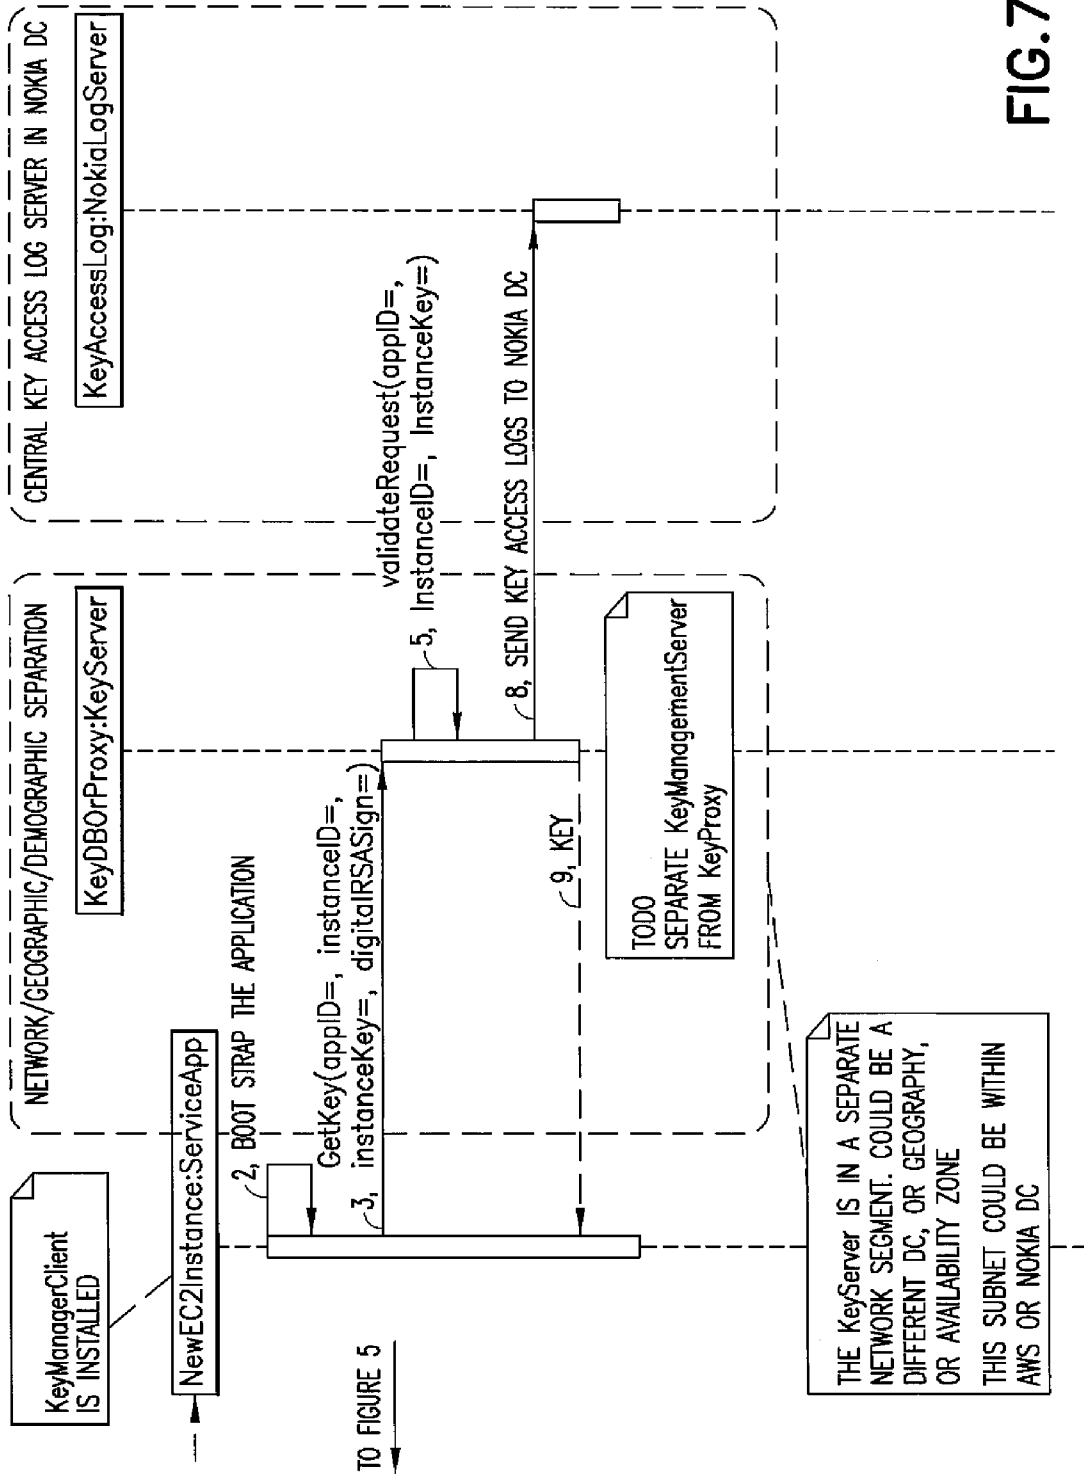 KeyManagerClient
IS INSTALLED
NewEC2Instance:ServiceApp
NETWORK/GEOGRAPHIC/DEMOGRAPHIC SEPARATION
KeyDBOrProxy:KeyServer
CENTRAL KEY ACCESS LOG SERVER IN NOKIA DC
KeyAccessLog:NokiaLogServer
2, BOOT STRAP THE APPLICATION
GetKey(appID=, instanceID=,
3, instanceKey=, digitalRSASign=)
validateRequest(appID=,
5, InstanceID=, InstanceKey=)
8, SEND KEY ACCESS LOGS TO NOKIA DC
9, KEY
TO FIGURE 5
TODO
SEPARATE KeyManagementServer
FROM KeyProxy
THE KeyServer IS IN A SEPARATE
NETWORK SEGMENT. COULD BE A
DIFFERENT DC, OR GEOGRAPHY,
OR AVAILABILITY ZONE
THIS SUBNET COULD BE WITHIN
AWS OR NOKIA DC
FIG.7